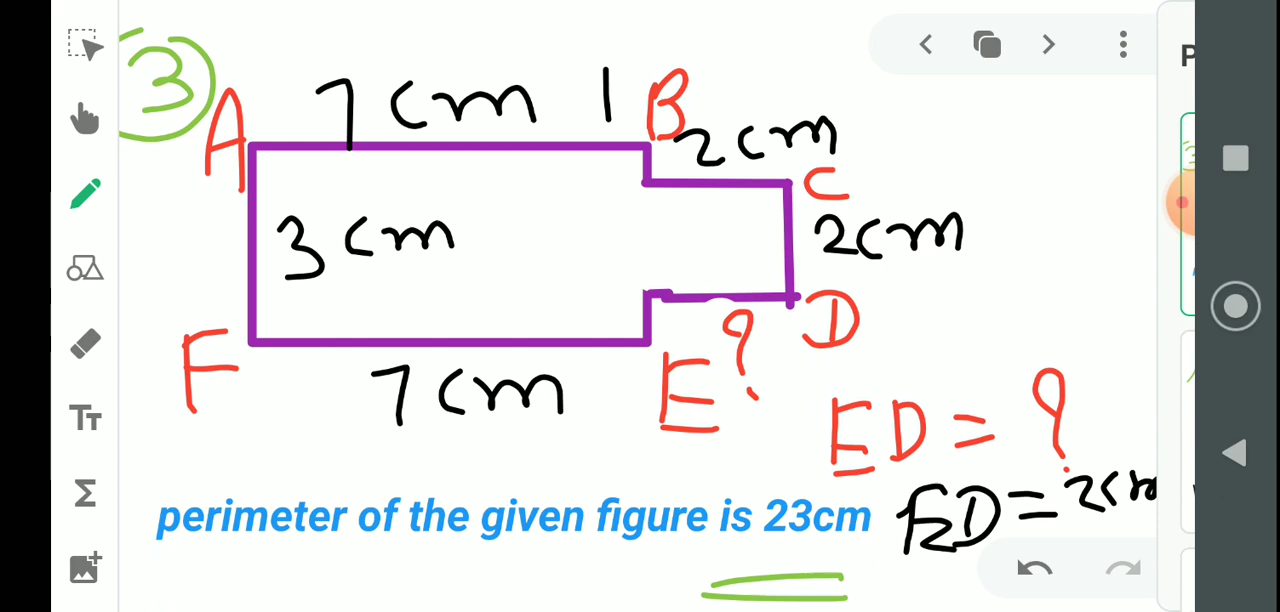 3
A 7 cm B
2 cm
C
3 cm
2cm
D
F
7 cm
E ?
ED = ?
perimeter of the given figure is 23cm
ED = 2cm
P
TT
Σ